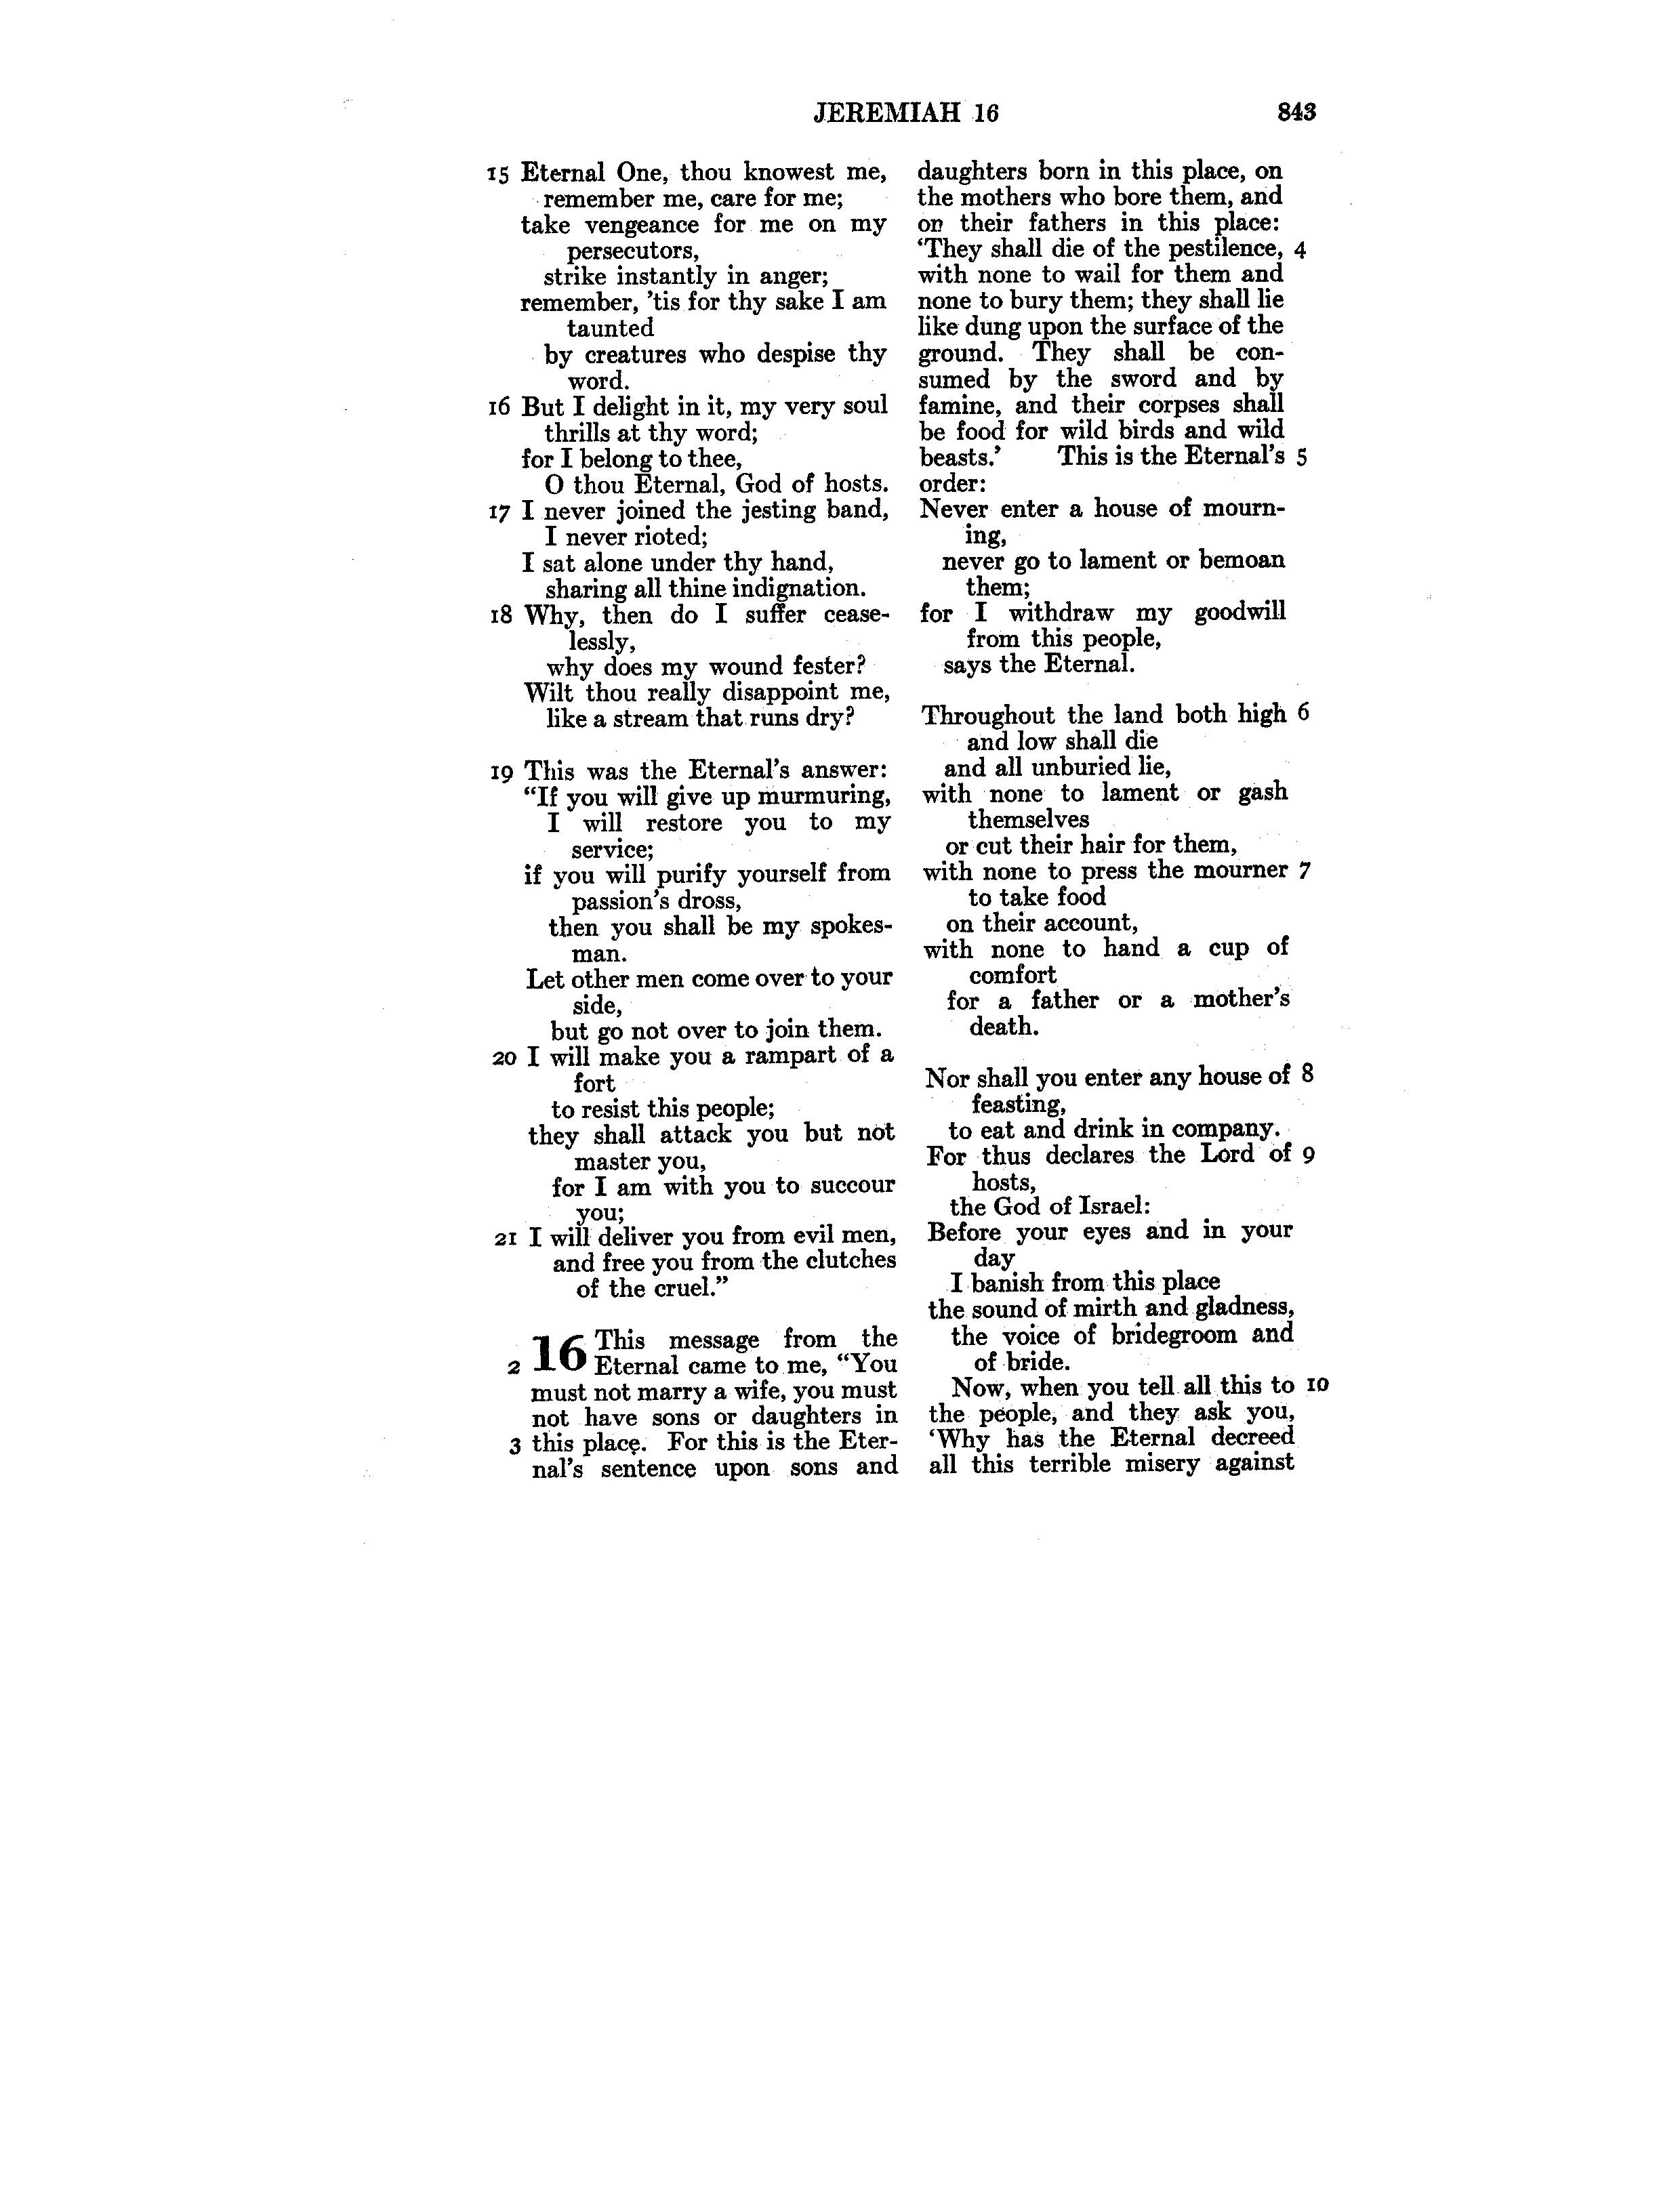 JEREMIAH 16 843
15 Eternal One, thou knowest me,
remember me, care for me;
take vengeance for me on my
persecutors,
strike instantly in anger;
remember, ’tis for thy sake I am
taunted
by creatures who despise thy
word.
16 But I delight in it, my very soul
thrills at thy word;
for I belong to thee,
O thou Eternal, God of hosts.
17 I never joined the jesting band,
I never rioted;
I sat alone under thy hand,
sharing all thine indignation.
18 Why, then do I suffer cease-
lessly,
why does my wound fester?
Wilt thou really disappoint me,
like a stream that runs dry?
19 This was the Eternal’s answer:
“If you will give up murmuring,
I will restore you to my
service;
if you will purify yourself from
passion’s dross,
then you shall be my spokes-
man.
Let other men come over to your
side,
but go not over to join them.
20 I will make you a rampart of a
fort
to resist this people;
they shall attack you but not
master you,
for I am with you to succour
you;
21 I will deliver you from evil men,
and free you from the clutches
of the cruel.”
16 This message from the
2 Eternal came to me, “You
must not marry a wife, you must
not have sons or daughters in
3 this place. For this is the Eter-
nal’s sentence upon sons and
daughters born in this place, on
the mothers who bore them, and
on their fathers in this place:
‘They shall die of the pestilence, 4
with none to wail for them and
none to bury them; they shall lie
like dung upon the surface of the
ground. They shall be con-
sumed by the sword and by
famine, and their corpses shall
be food for wild birds and wild
beasts.’ This is the Eternal’s 5
order:
Never enter a house of mourn-
ing,
never go to lament or bemoan
them;
for I withdraw my goodwill
from this people,
says the Eternal.
Throughout the land both high 6
and low shall die
and all unburied lie,
with none to lament or gash
themselves
or cut their hair for them,
with none to press the mourner 7
to take food
on their account,
with none to hand a cup of
comfort
for a father or a mother’s
death.
Nor shall you enter any house of 8
feasting,
to eat and drink in company.
For thus declares the Lord of 9
hosts,
the God of Israel:
Before your eyes and in your
day
I banish from this place
the sound of mirth and gladness,
the voice of bridegroom and
of bride.
Now, when you tell all this to 10
the people, and they ask you,
‘Why has the Eternal decreed
all this terrible misery against